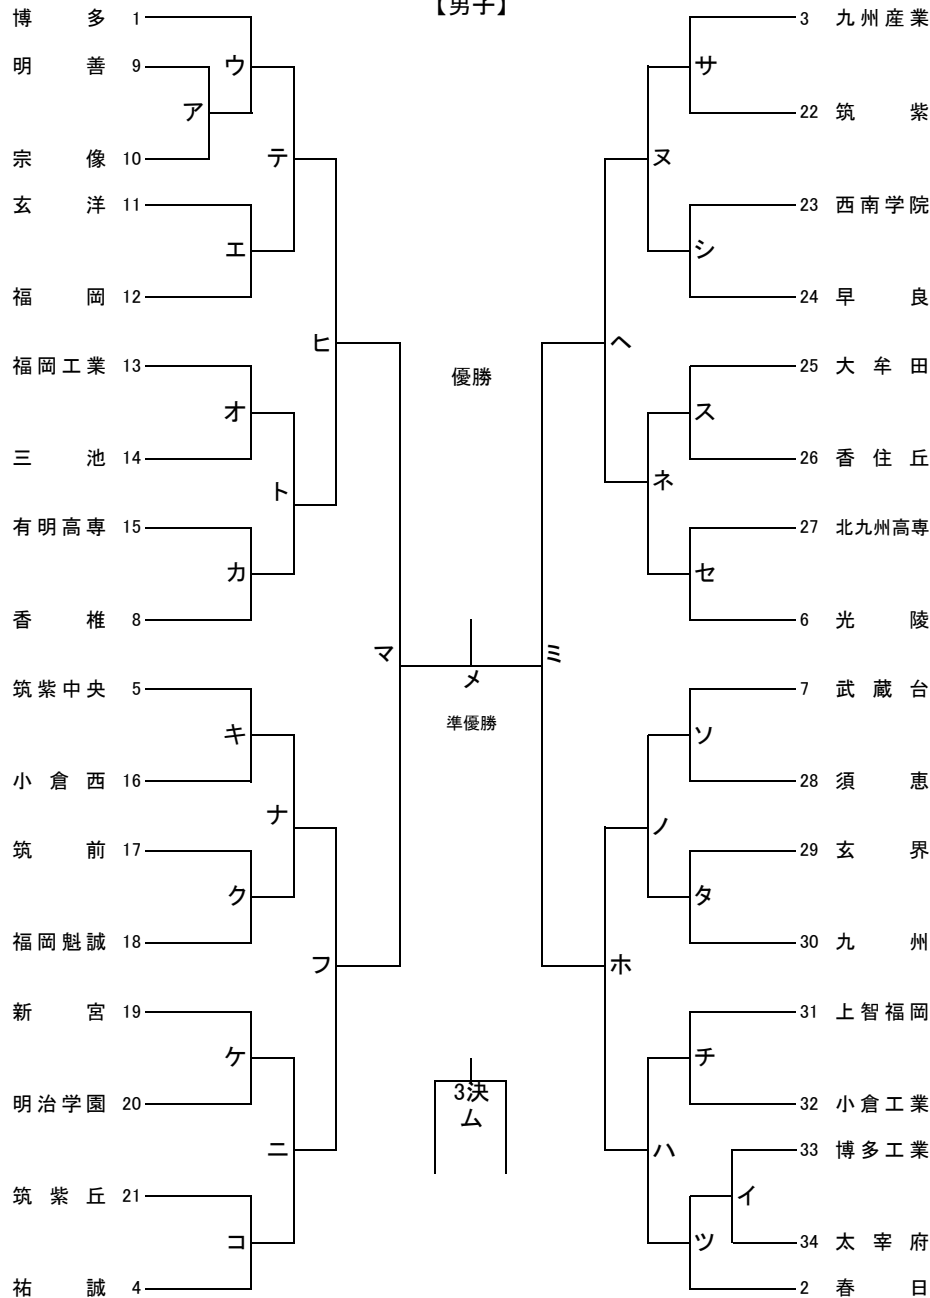 【男子】
博多 1
明善 9
ア
ウ
宗像 10
テ
玄洋 11
エ
福岡 12
ヒ
福岡工業 13
オ
三池 14
ト
有明高専 15
カ
香椎 8
マ
筑紫中央 5
キ
小倉西 16
ナ
筑前 17
ク
福岡魁誠 18
フ
新宮 19
ケ
明治学園 20
ニ
筑紫丘 21
コ
祐誠 4
優勝
メ
準優勝
3決
ム
3 九州産業
サ
22 筑紫
ヌ
23 西南学院
シ
24 早良
ヘ
25 大牟田
ス
26 香住丘
ネ
27 北九州高専
セ
6 光陵
ミ
7 武蔵台
ソ
28 須恵
ノ
29 玄界
タ
30 九州
ホ
31 上智福岡
チ
32 小倉工業
ハ
33 博多工業
イ
34 太宰府
ツ
2 春日